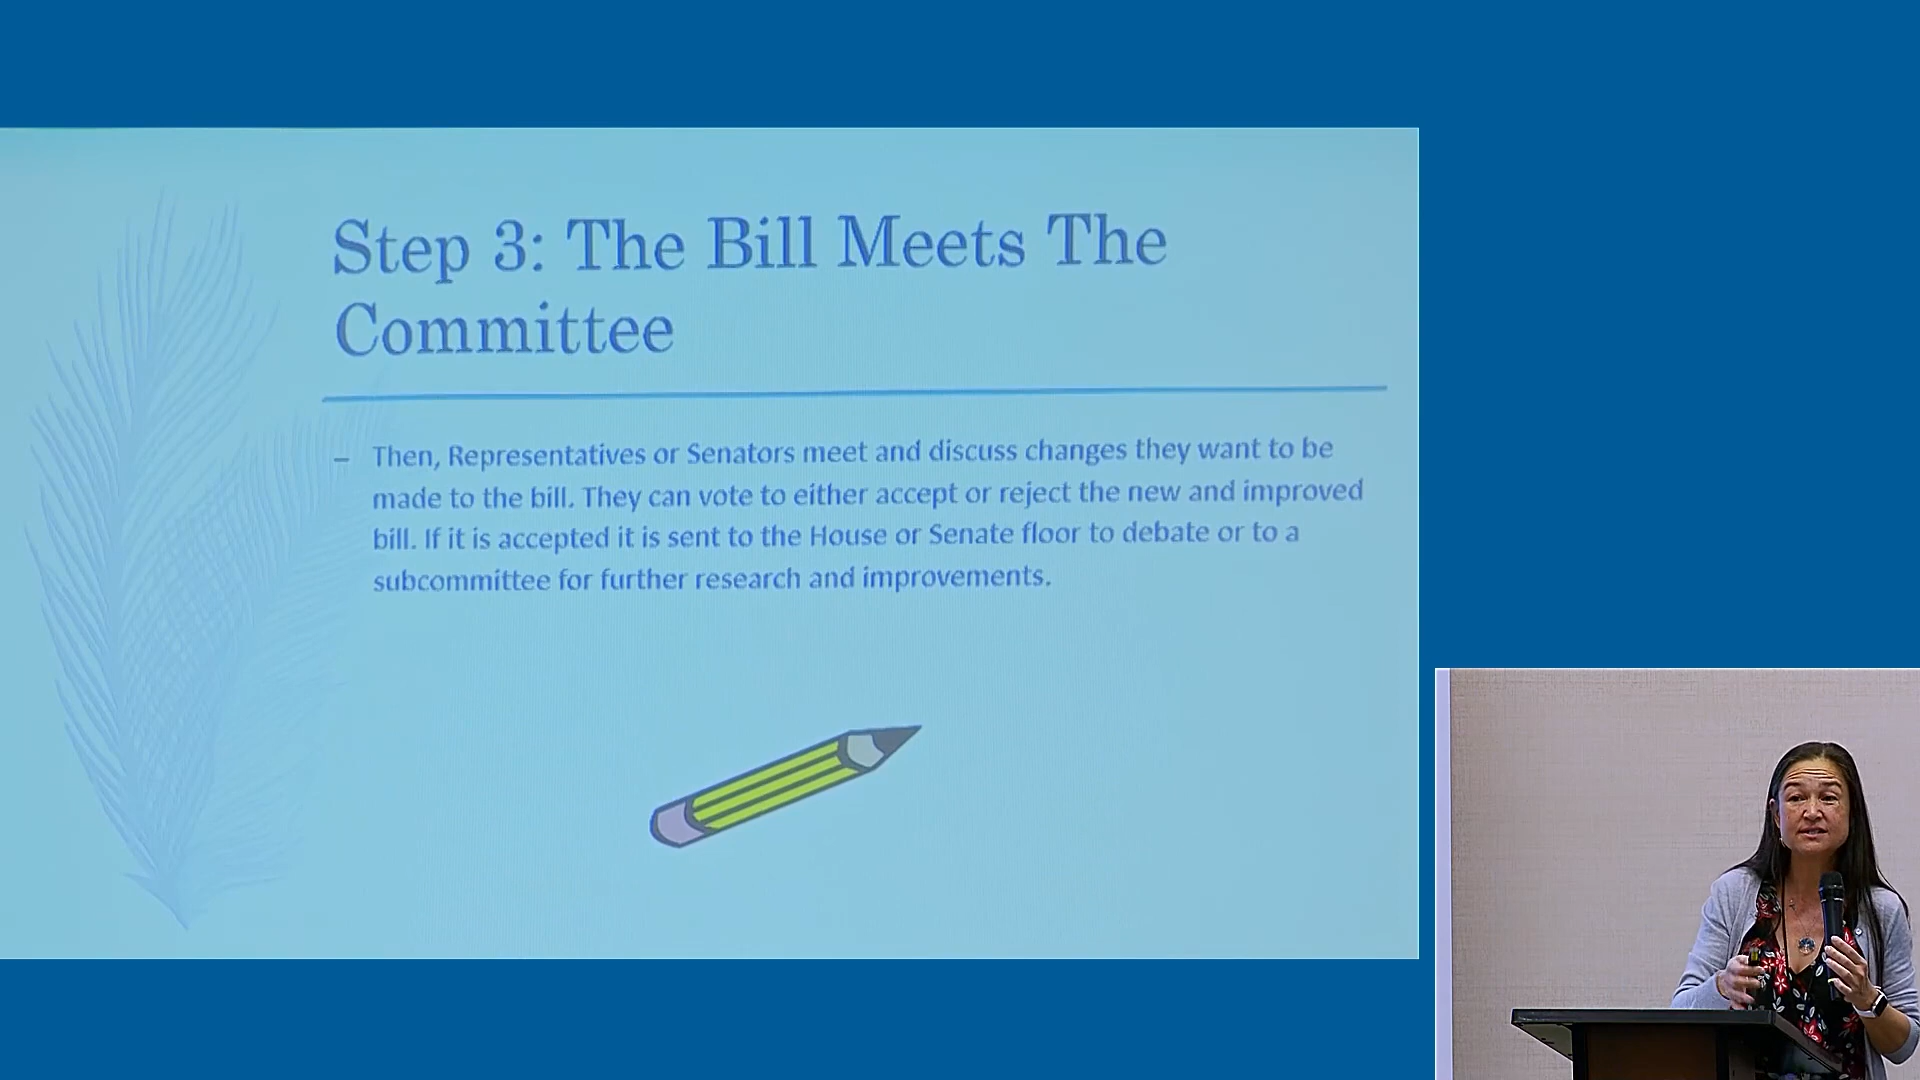 Step 3: The Bill Meets The
Committee
– Then, Representatives or Senators meet and discuss changes they want to be
made to the bill. They can vote to either accept or reject the new and improved
bill. If it is accepted it is sent to the House or Senate floor to debate or to a
subcommittee for further research and improvements.